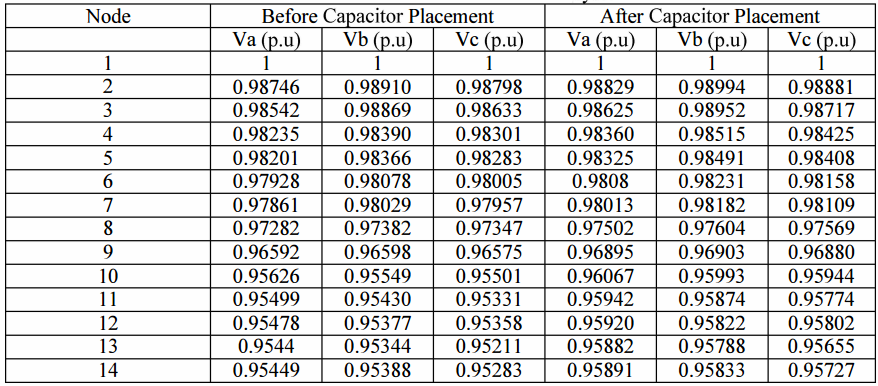 Node Before Capacitor Placement After Capacitor Placement
Va (p.u) Vb (p.u) Vc (p.u) Va (p.u) Vb (p.u) Vc (p.u)
1 1 1 1 1 1 1
2 0.98746 0.98910 0.98798 0.98829 0.98994 0.98881
3 0.98542 0.98869 0.98633 0.98625 0.98952 0.98717
4 0.98235 0.98390 0.98301 0.98360 0.98515 0.98425
5 0.98201 0.98366 0.98283 0.98325 0.98491 0.98408
6 0.97928 0.98078 0.98005 0.9808 0.98231 0.98158
7 0.97861 0.98029 0.97957 0.98013 0.98182 0.98109
8 0.97282 0.97382 0.97347 0.97502 0.97604 0.97569
9 0.96592 0.96598 0.96575 0.96895 0.96903 0.96880
10 0.95626 0.95549 0.95501 0.96067 0.95993 0.95944
11 0.95499 0.95430 0.95331 0.95942 0.95874 0.95774
12 0.95478 0.95377 0.95358 0.95920 0.95822 0.95802
13 0.9544 0.95344 0.95211 0.95882 0.95788 0.95655
14 0.95449 0.95388 0.95283 0.95891 0.95833 0.95727